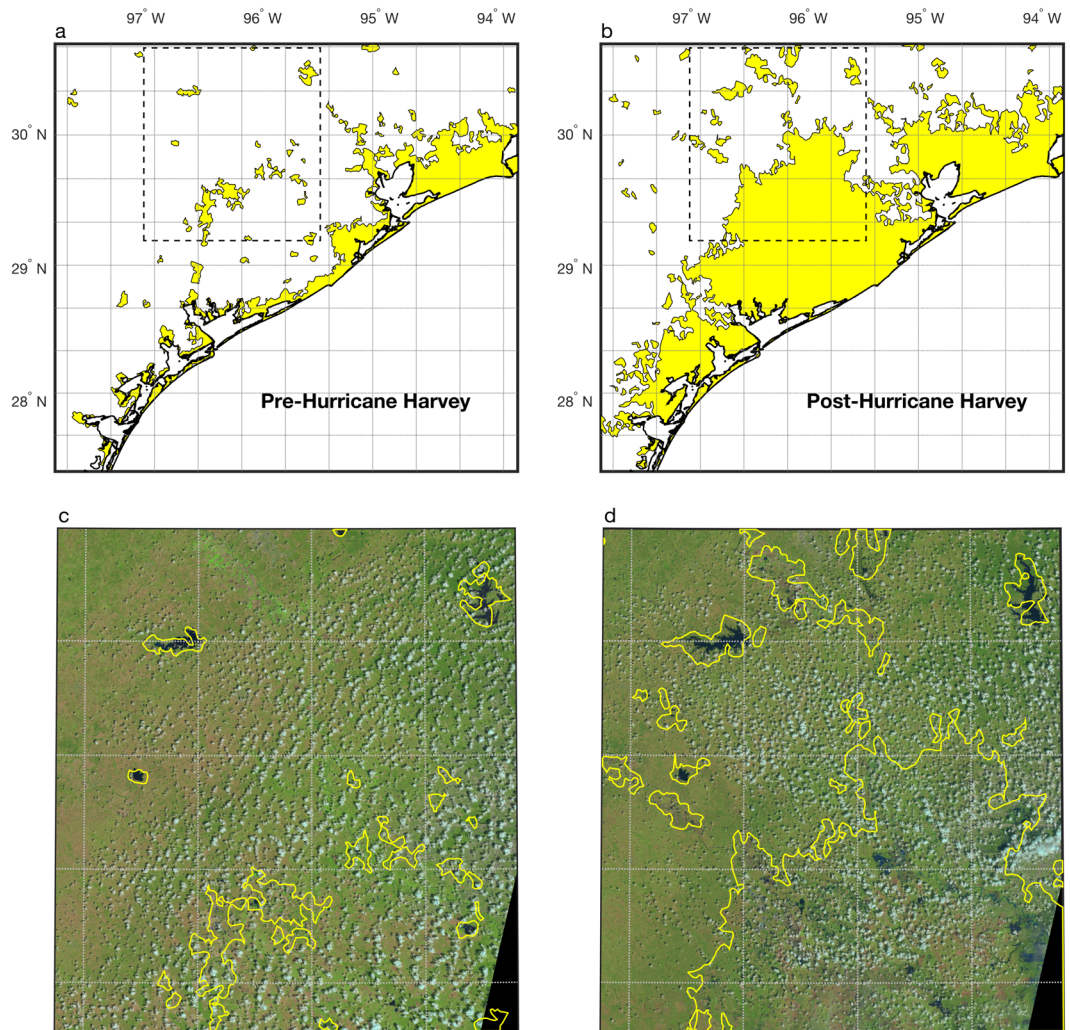 97° W 96° W 95° W 94° W 97° W 96° W 95° W 94° W
a b
30° N 30° N
29° N 29° N
28° N Pre-Hurricane Harvey 28° N Post-Hurricane Harvey
c d